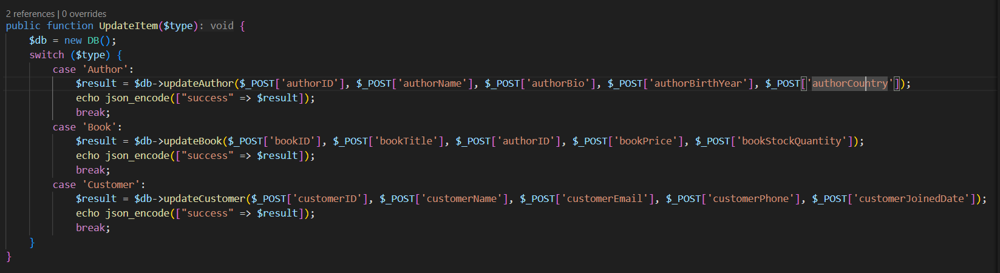 2 references | 0 overrides
public function UpdateItem($type): void {
    $db = new DB();
    switch ($type) {
        case 'Author':
            $result = $db->updateAuthor($_POST['authorID'], $_POST['authorName'], $_POST['authorBio'], $_POST['authorBirthYear'], $_POST['authorCountry']);
            echo json_encode(["success" => $result]);
            break;
        case 'Book':
            $result = $db->updateBook($_POST['bookID'], $_POST['bookTitle'], $_POST['authorID'], $_POST['bookPrice'], $_POST['bookStockQuantity']);
            echo json_encode(["success" => $result]);
            break;
        case 'Customer':
            $result = $db->updateCustomer($_POST['customerID'], $_POST['customerName'], $_POST['customerEmail'], $_POST['customerPhone'], $_POST['customerJoinedDate']);
            echo json_encode(["success" => $result]);
            break;
    }
}